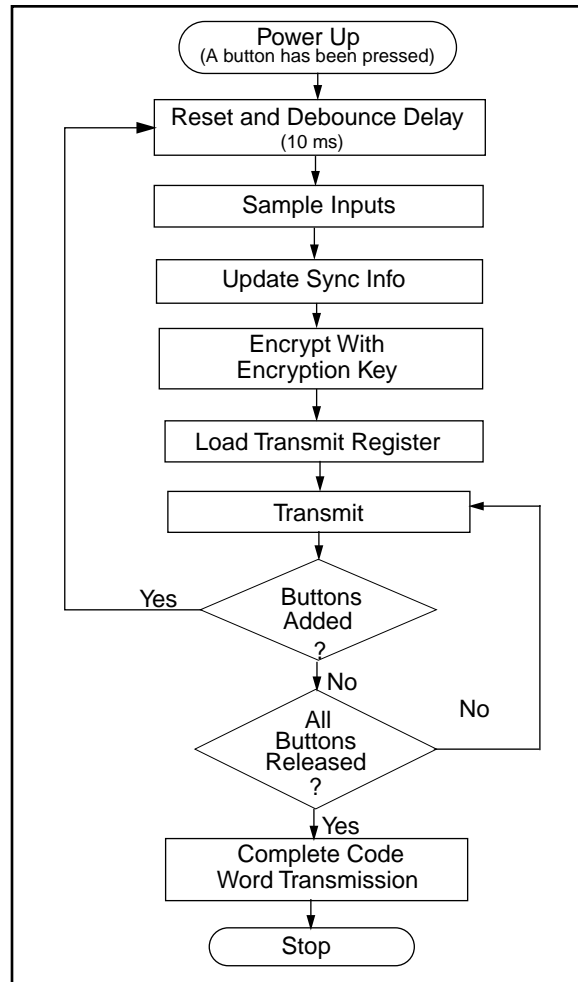 Power Up
(A button has been pressed)
Reset and Debounce Delay
(10 ms)
Sample Inputs
Update Sync Info
Encrypt With
Encryption Key
Load Transmit Register
Transmit
Yes
Buttons
Added
?
No
All
Buttons
Released
?
No
Yes
Complete Code
Word Transmission
Stop